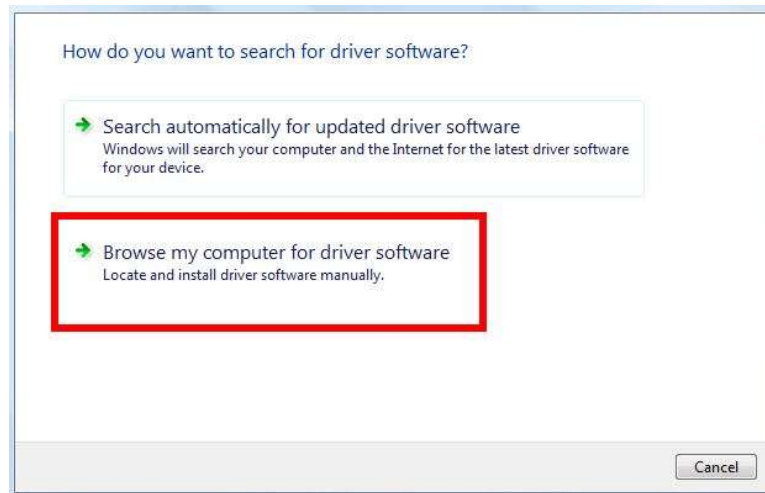 How do you want to search for driver software?
Search automatically for updated driver software
Windows will search your computer and the Internet for the latest driver software
for your device.
Browse my computer for driver software
Locate and install driver software manually.
Cancel